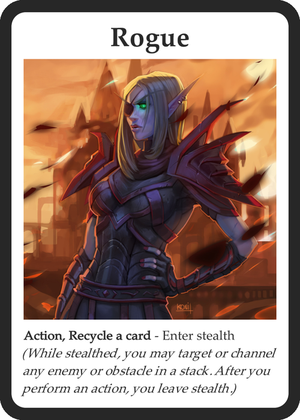 Rogue
Action, Recycle a card - Enter stealth
(While stealthed, you may target or channel
any enemy or obstacle in a stack. After you
perform an action, you leave stealth.)